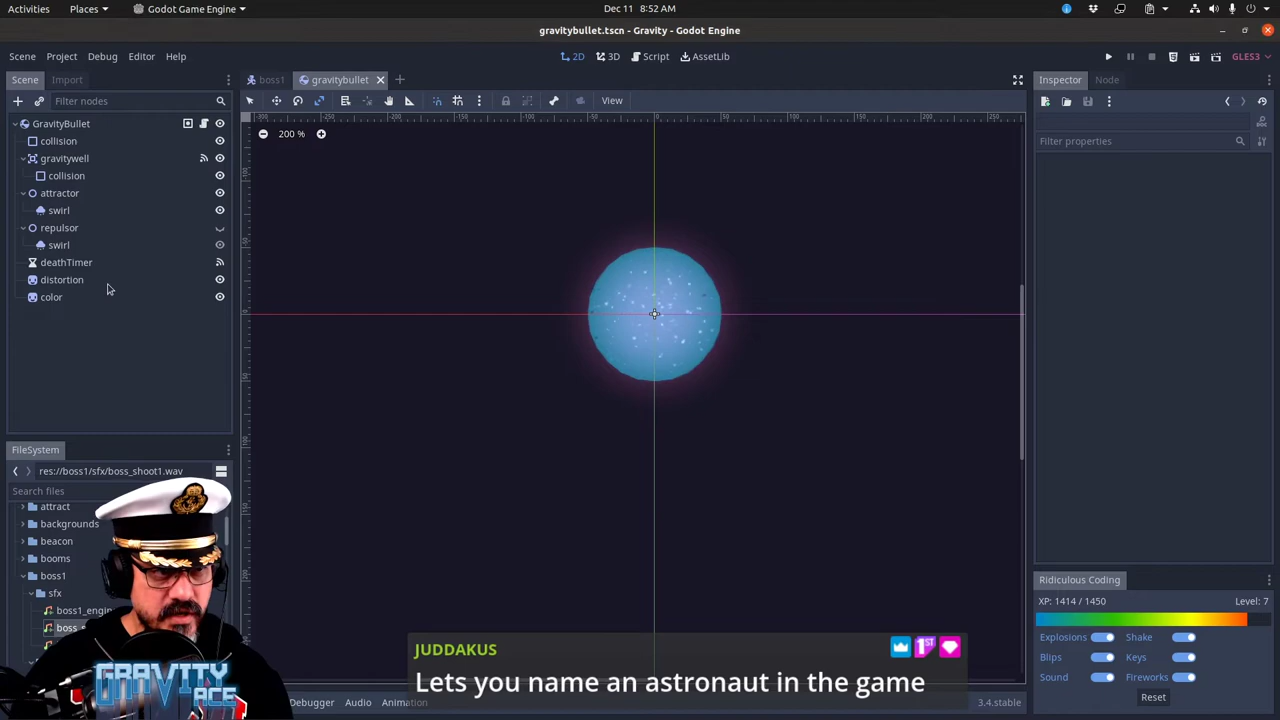 Activities
Places
Godot Game Engine
Dec 11 8:52 AM
gravitybullet.tscn - Gravity - Godot Engine
Scene
Project
Debug
Editor
Help
2D
3D
Script
AssetLib
GLES3
Scene
Import
boss1
gravitybullet
Inspector
Node
Filter nodes
View
Filter properties
GravityBullet
collision
gravitywell
collision
attractor
swirl
repulsor
swirl
deathTimer
distortion
color
200 %
FileSystem
res://boss1/sfx/boss_shoot1.wav
Search files
attract
backgrounds
beacon
booms
boss1
sfx
boss1_engin
Ridiculous Coding
XP: 1414 / 1450
Level: 7
Explosions
Shake
Blips
Keys
Sound
Fireworks
Reset
JUDDAKUS
Lets you name an astronaut in the game
GRAVITY
ACE
Debugger
Audio
Animation
3.4.stable